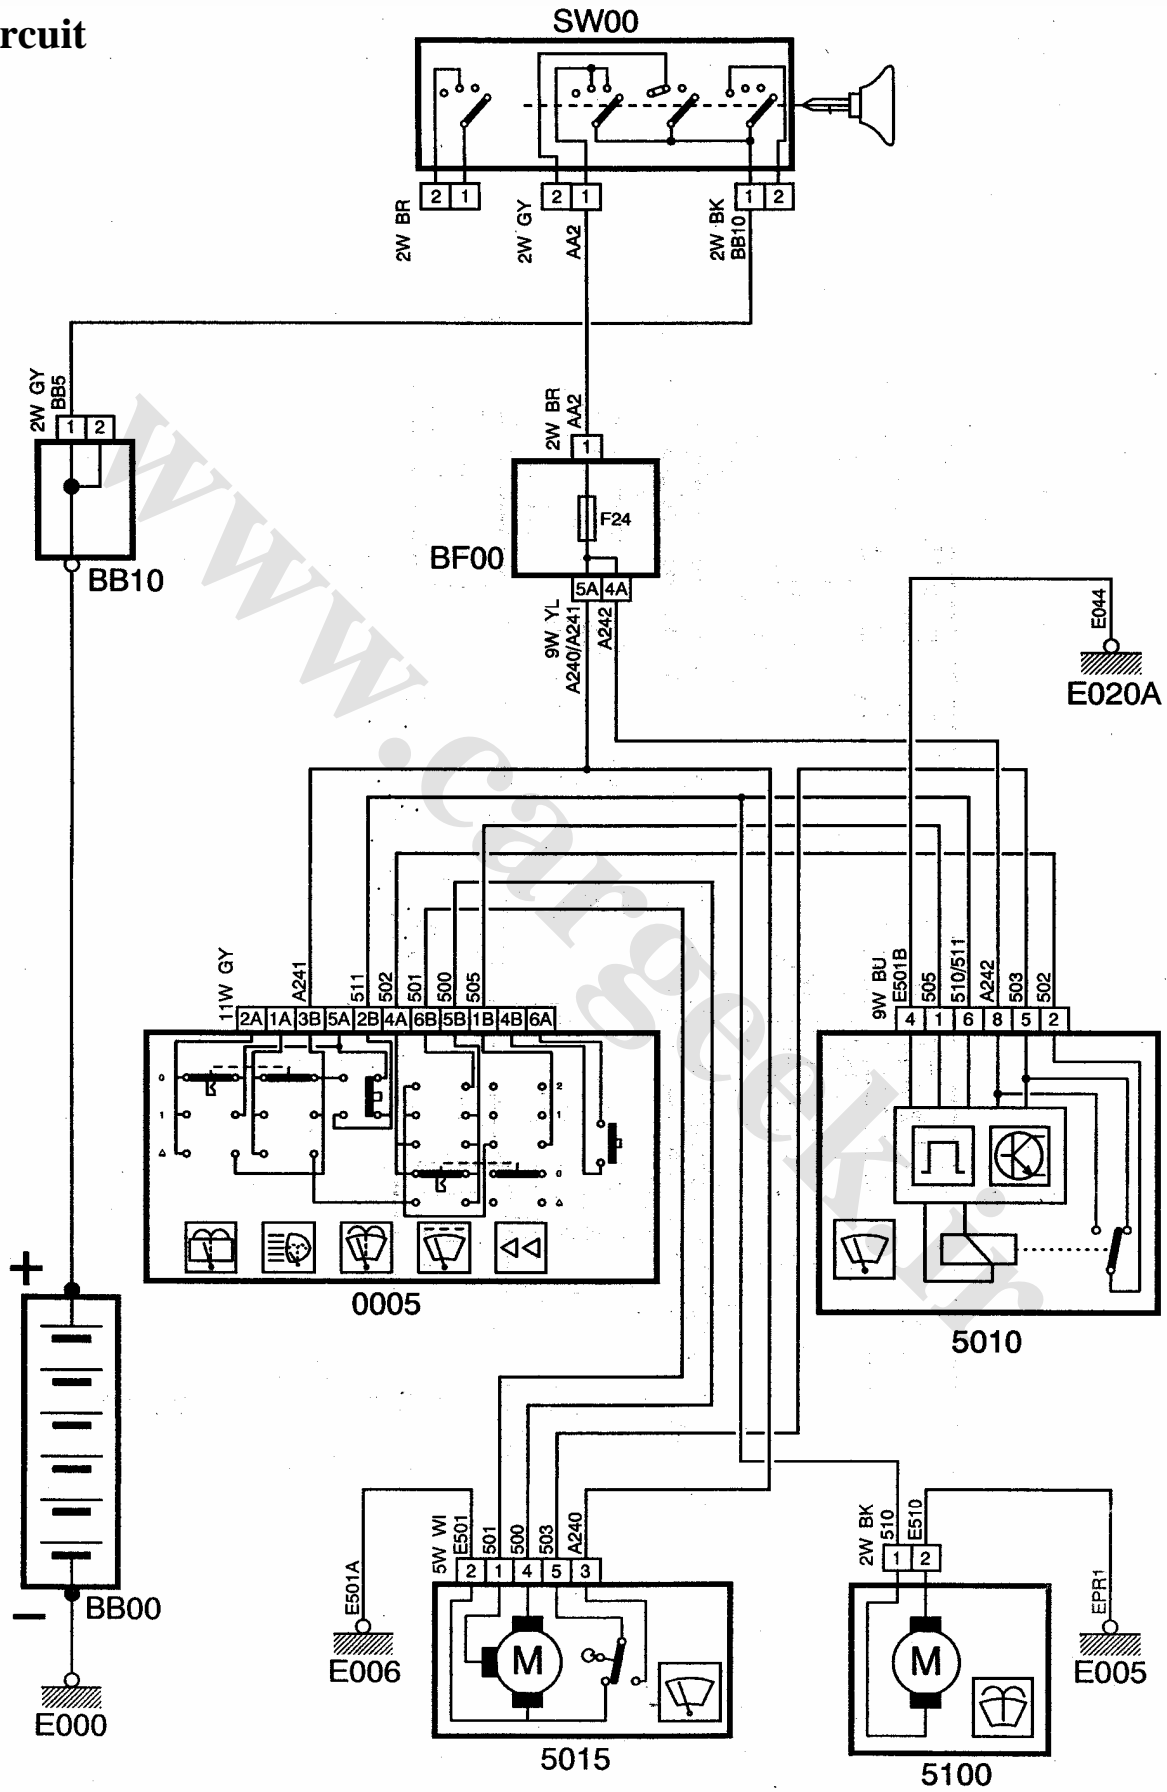 rcuit
SW00
2 1
2 1
1 2
2W BR
2W GY
AA2
2W BK
BB10
2W GY
BB5
1 2
BB10
2W BR
AA2
1
F24
BF00
5A 4A
9W YL
A240/A241
A242
E044
E020A
www.cargeek.ir
11W GY
A241
511
502
501
500
505
2A 1A 3B 5A 2B 4A 6B 5B 1B 4B 6A
0
1
2
1
0
0005
9W BU
E501B
505
510/511
A242
503
502
4 1 6 8 5 2
5010
+
−
BB00
E000
E501A
E006
5W WI
E501
501
500
503
A240
2 1 4 5 3
M
5015
2W BK
510
E510
1 2
M
5100
EPR1
E005